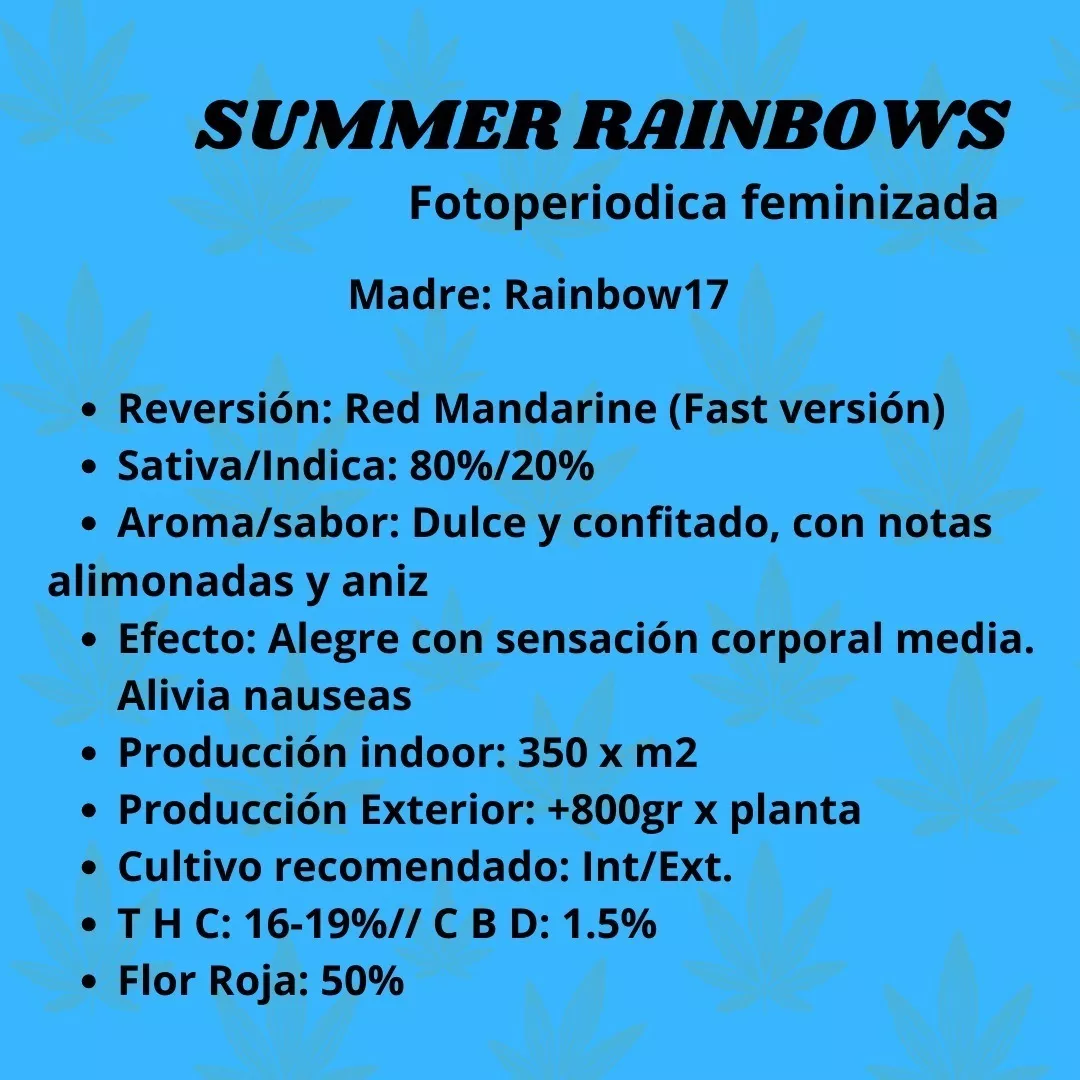 SUMMER RAINBOWS
Fotoperiodica feminizada
Madre: Rainbow17
• Reversión: Red Mandarine (Fast versión)
• Sativa/Indica: 80%/20%
• Aroma/sabor: Dulce y confitado, con notas
alimonadas y aniz
• Efecto: Alegre con sensación corporal media.
Alivia nauseas
• Producción indoor: 350 x m2
• Producción Exterior: +800gr x planta
• Cultivo recomendado: Int/Ext.
• T H C: 16-19%// C B D: 1.5%
• Flor Roja: 50%